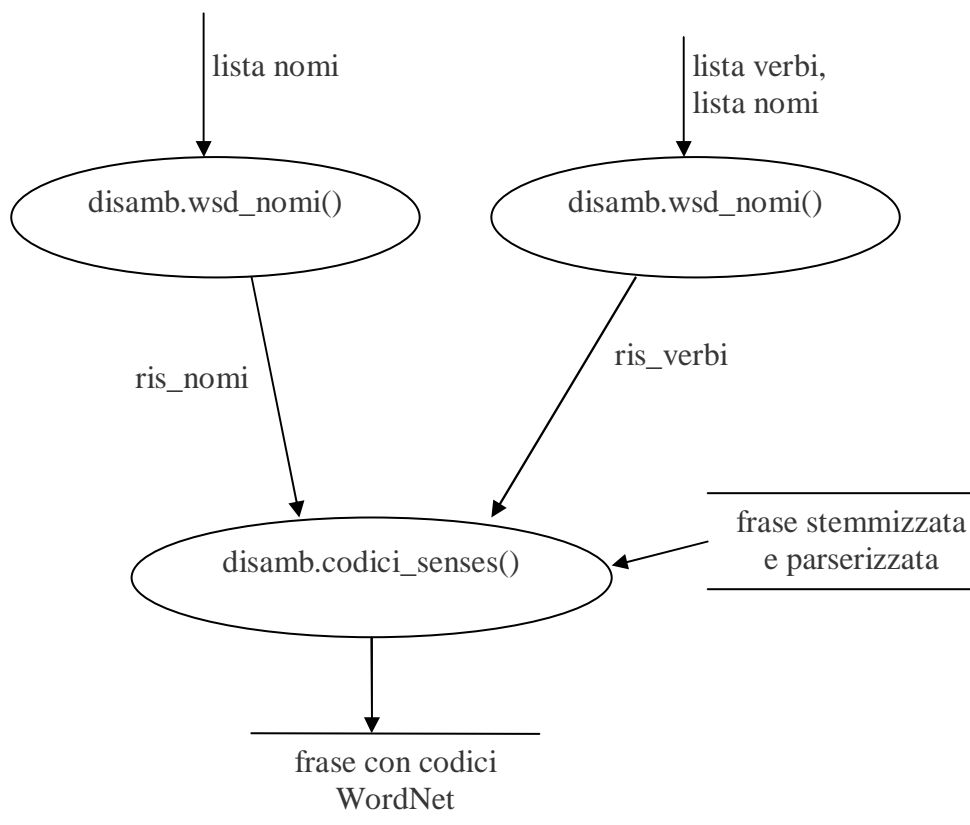 lista nomi
lista verbi,
lista nomi
disamb.wsd_nomi()
disamb.wsd_nomi()
ris_nomi
ris_verbi
frase stemmizzata
e parserizzata
disamb.codici_senses()
frase con codici
WordNet